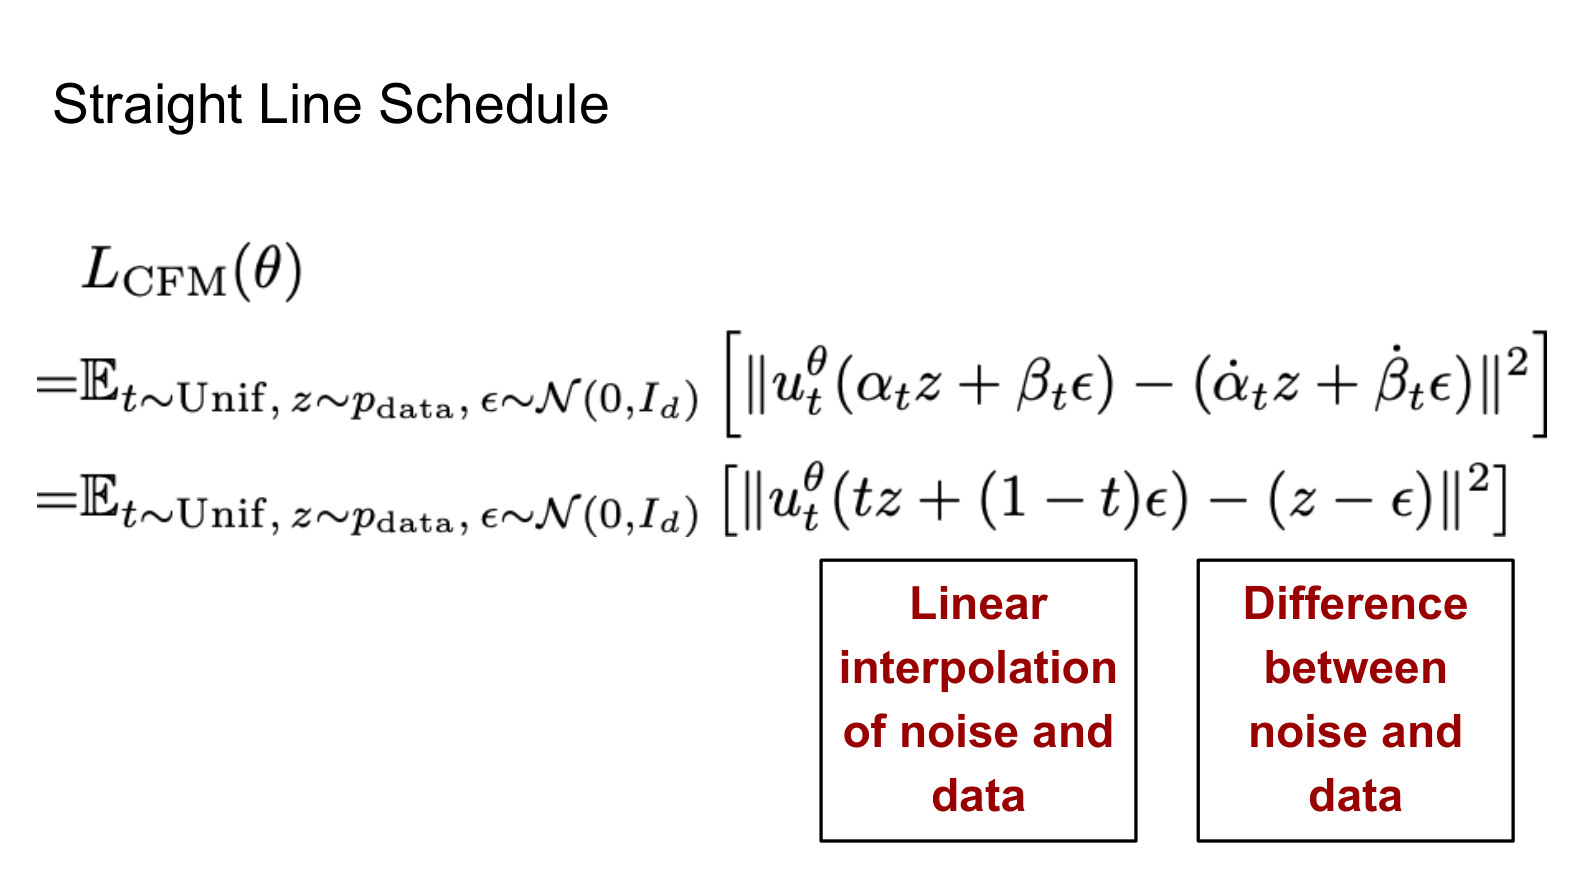 Straight Line Schedule
L_CFM(θ)
=𝔼_{t∼Unif, z∼p_data, ϵ∼𝒩(0,I_d)} [‖u_t^θ(α_t z + β_t ϵ) − (α̇_t z + β̇_t ϵ)‖²]
=𝔼_{t∼Unif, z∼p_data, ϵ∼𝒩(0,I_d)} [‖u_t^θ(tz + (1 − t)ϵ) − (z − ϵ)‖²]
Linear
interpolation
of noise and
data
Difference
between
noise and
data